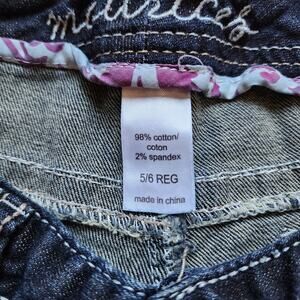 maurices
98% cotton/
coton
2% spandex
5/6 REG
made in china